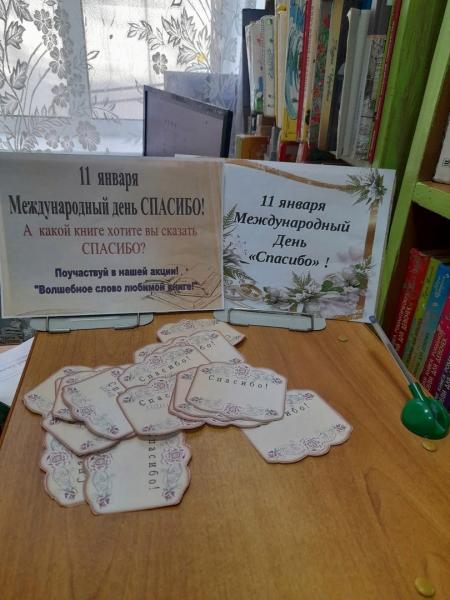 11 января
Международный день СПАСИБО!
А какой книге хотите вы сказать
СПАСИБО?
Поучаствуй в нашей акции!
"Волшебное слово любимой книге!"
11 января
Международный
День
«Спасибо» !
Спасибо!
Спасибо!
Спасибо!
Спасибо!